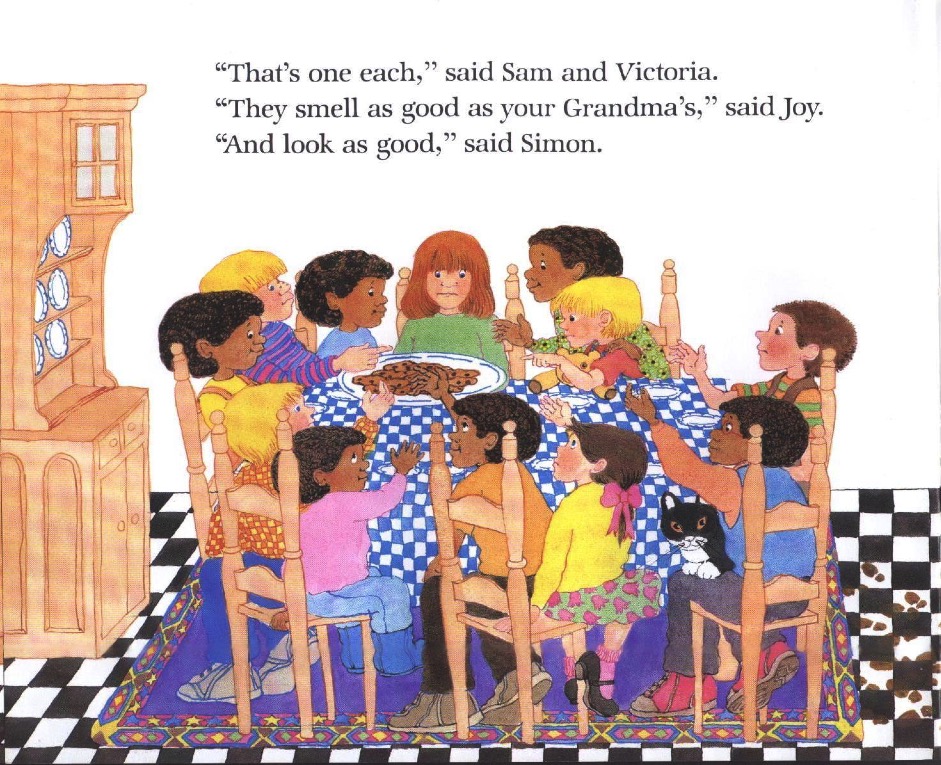 “That’s one each,” said Sam and Victoria.
“They smell as good as your Grandma’s,” said Joy.
“And look as good,” said Simon.